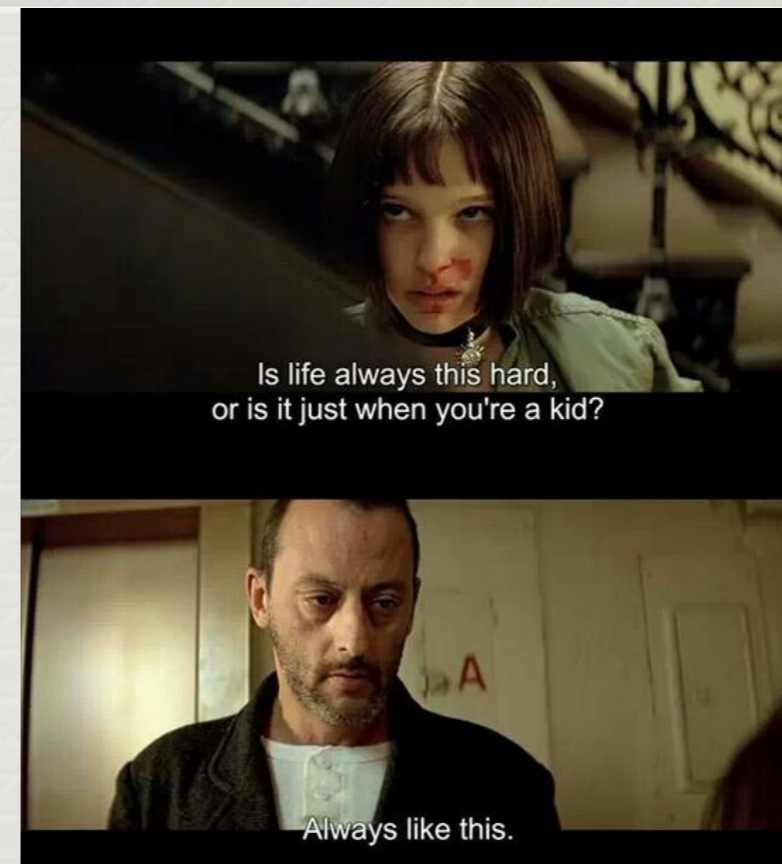 Is life always this hard,
or is it just when you're a kid?
A
Always like this.